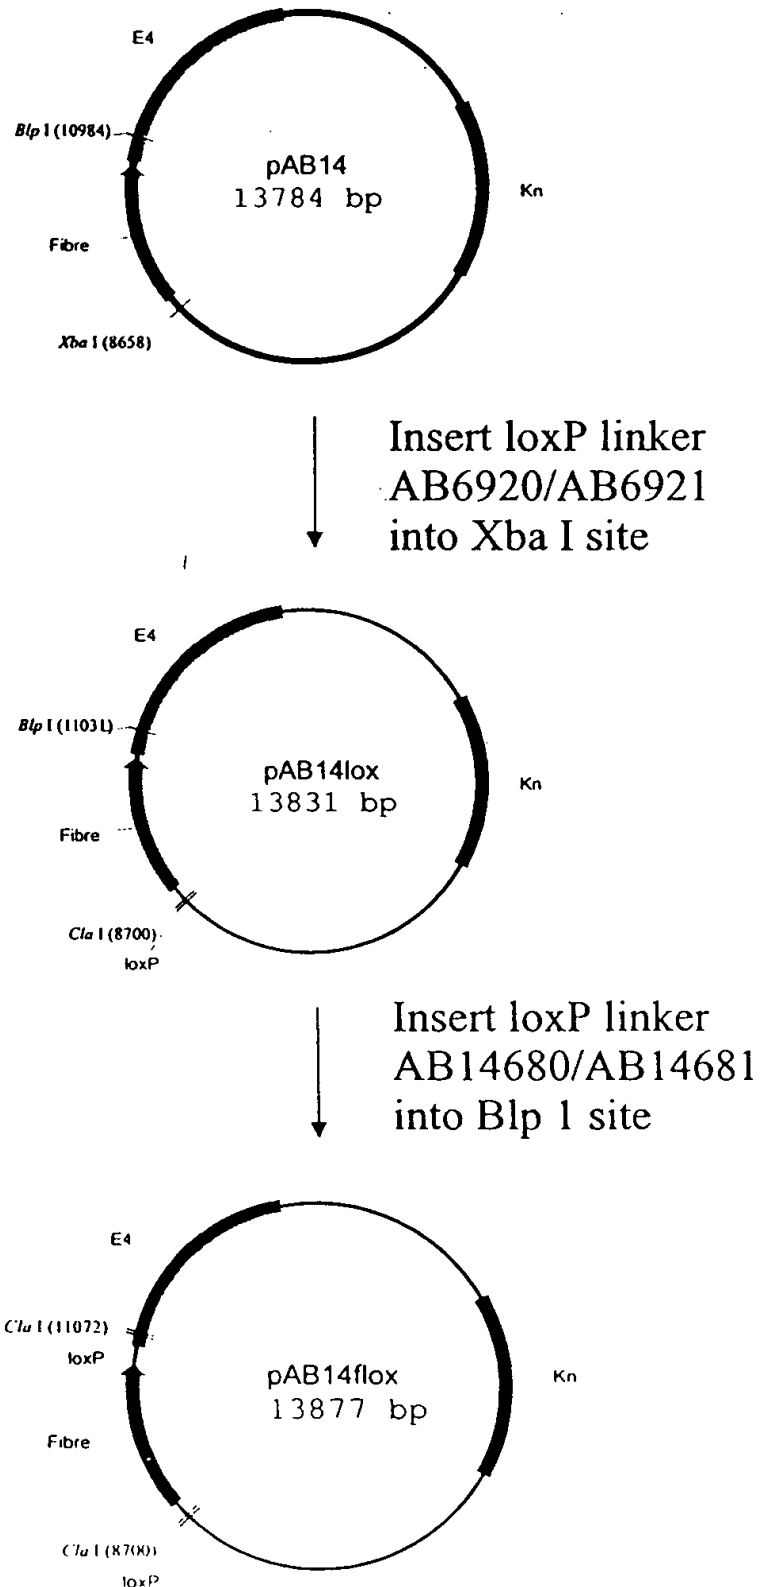 E4
Blp I (10984)
pAB14
13784 bp
Kn
Fibre
Xba I (8658)
Insert loxP linker
AB6920/AB6921
into Xba I site
E4
Blp I (11031)
pAB14lox
13831 bp
Kn
Fibre
Cla I (8700)
loxP
Insert loxP linker
AB14680/AB14681
into Blp 1 site
E4
Cla I (11072)
loxP
pAB14flox
13877 bp
Kn
Fibre
Cla I (8700)
loxP